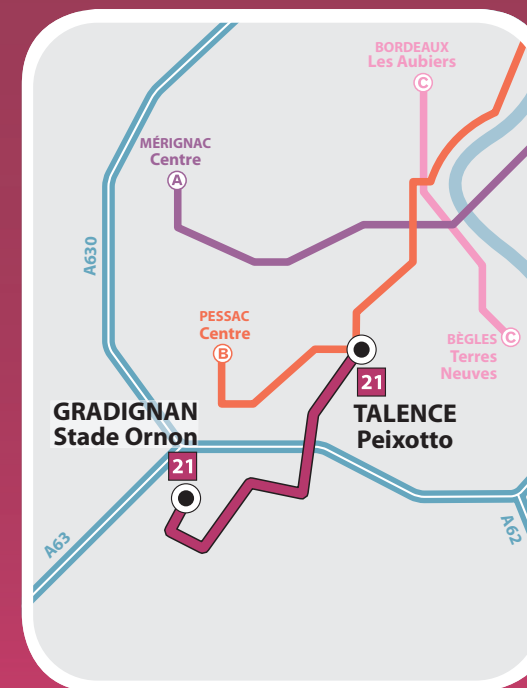 BORDEAUX
Les Aubiers
C
MÉRIGNAC
Centre
A
A630
PESSAC
Centre
B
BÈGLES
Terres
Neuves
C
21
TALENCE
Peixotto
GRADIGNAN
Stade Ornon
21
A63
A62